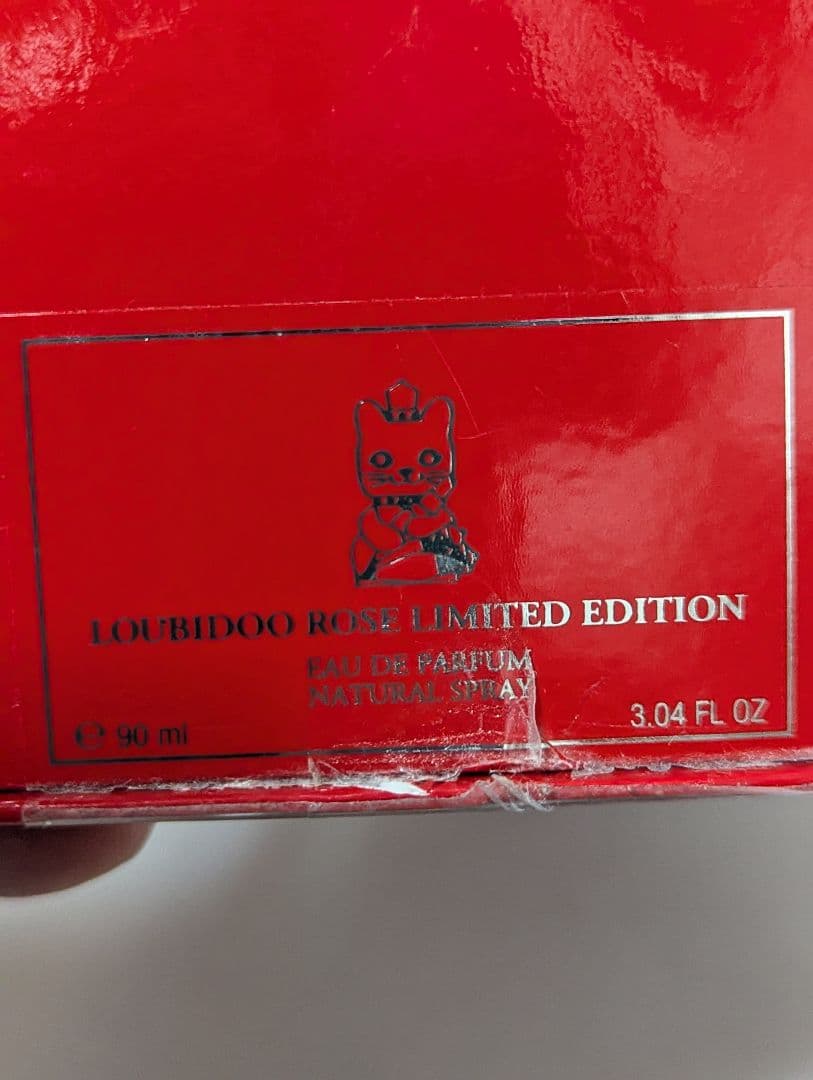 LOUBIDOO ROSE LIMITED EDITION
EAU DE PARFUM
NATURAL SPRAY
℮ 90 ml
3.04 FL OZ